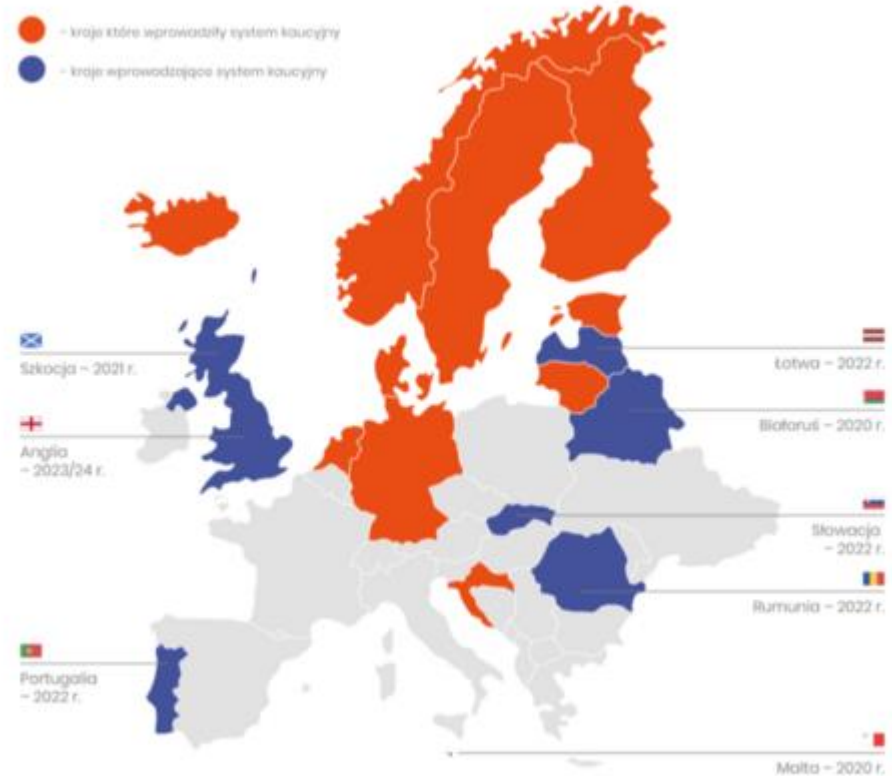 - kraje które wprowadziły system kaucyjny
- kraje wprowadzające system kaucyjny
Szkocja – 2021 r.
Łotwa – 2022 r.
Białoruś – 2020 r.
Anglia
– 2023/24 r.
Słowacja
– 2022 r.
Rumunia – 2022 r.
Portugalia
– 2022 r.
Malta – 2020 r.